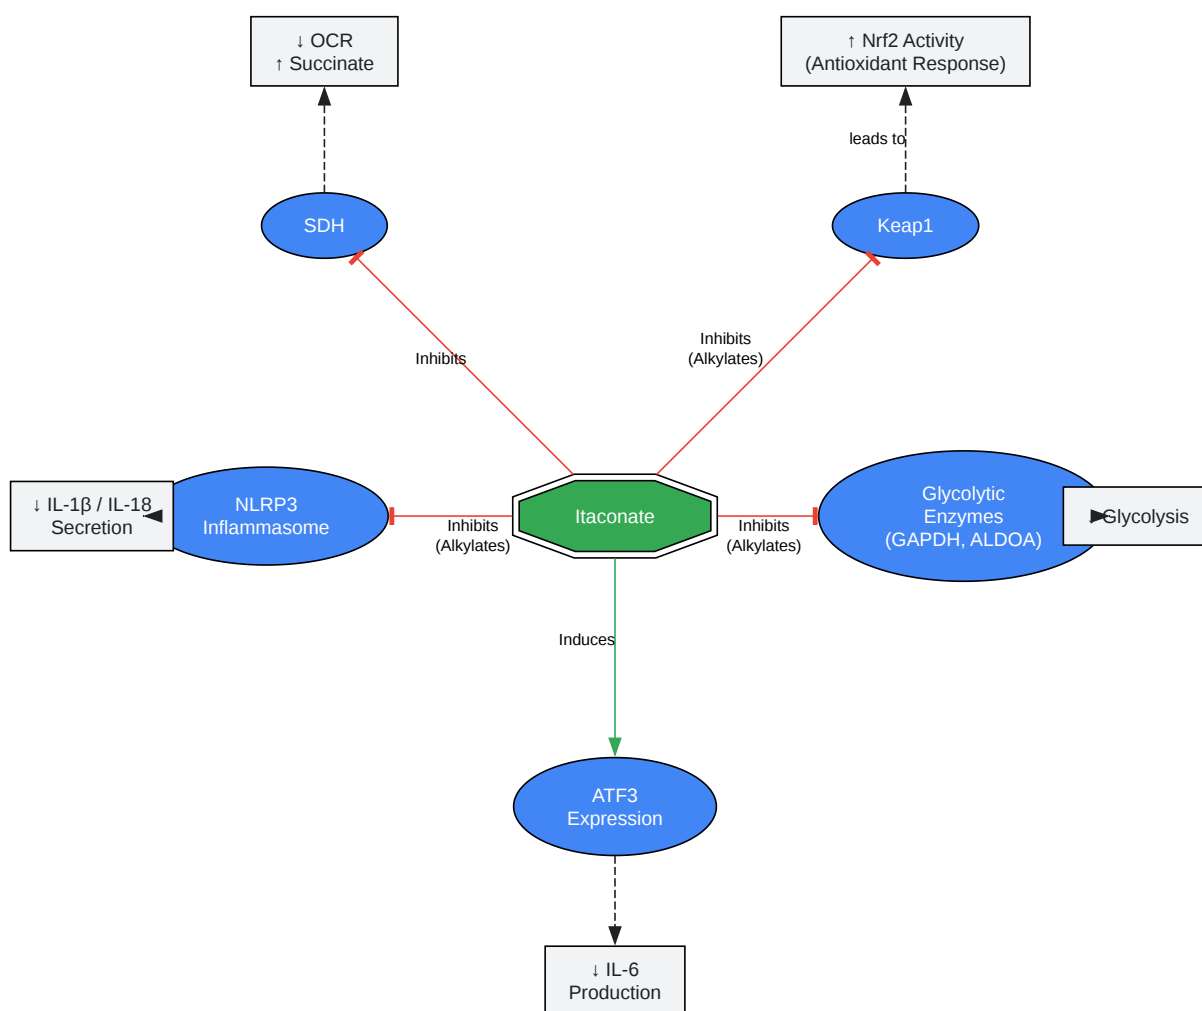 ↓ OCR
↑ Succinate
↑ Nrf2 Activity
(Antioxidant Response)
leads to
SDH
Keap1
Inhibits
Inhibits
(Alkylates)
↓ IL-1β / IL-18
Secretion
NLRP3
Inflammasome
Inhibits
(Alkylates)
Itaconate
Inhibits
(Alkylates)
Glycolytic
Enzymes
(GAPDH, ALDOA)
Glycolysis
Induces
ATF3
Expression
↓ IL-6
Production